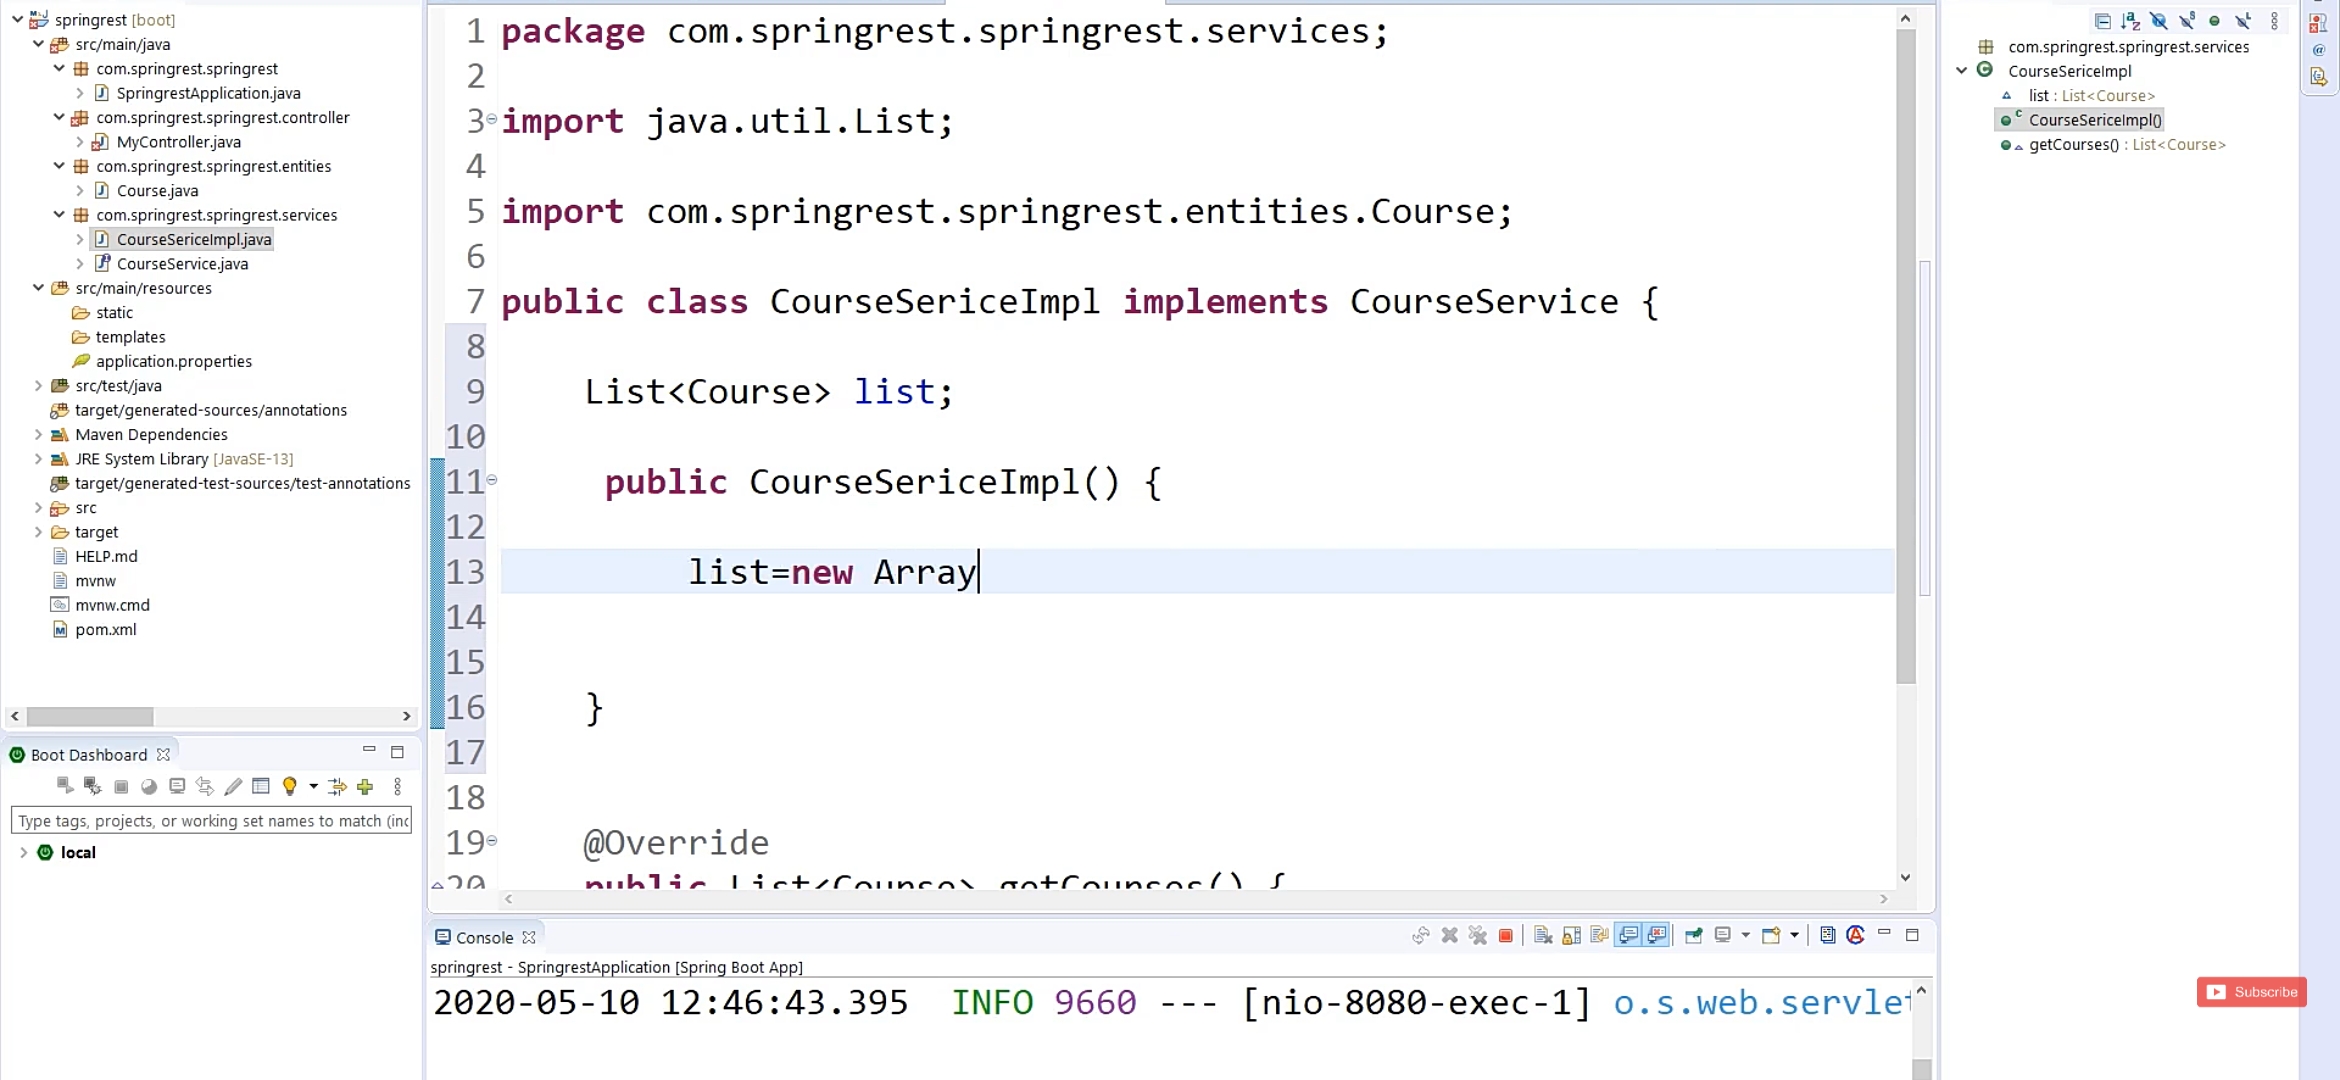 springrest [boot]
src/main/java
com.springrest.springrest
SpringrestApplication.java
com.springrest.springrest.controller
MyController.java
com.springrest.springrest.entities
Course.java
com.springrest.springrest.services
CourseSericeImpl.java
CourseService.java
src/main/resources
static
templates
application.properties
src/test/java
target/generated-sources/annotations
Maven Dependencies
JRE System Library [JavaSE-13]
target/generated-test-sources/test-annotations
src
target
HELP.md
mvnw
mvnw.cmd
pom.xml
Boot Dashboard
Type tags, projects, or working set names to match (inc
local
1 package com.springrest.springrest.services;
2
3 import java.util.List;
4
5 import com.springrest.springrest.entities.Course;
6
7 public class CourseSericeImpl implements CourseService {
8
9 List<Course> list;
10
11 public CourseSericeImpl() {
12
13 list=new Array
14
15
16 }
17
18
19 @Override
20 public List<Course> getCourses() {
Console
springrest - SpringrestApplication [Spring Boot App]
2020-05-10 12:46:43.395 INFO 9660 --- [nio-8080-exec-1] o.s.web.servlet
com.springrest.springrest.services
CourseSericeImpl
list : List<Course>
CourseSericeImpl()
getCourses() : List<Course>
Subscribe